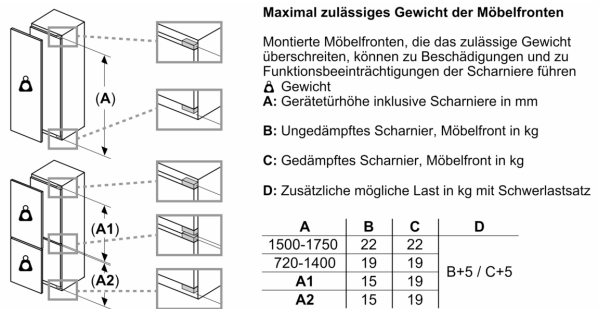 Maximal zulässiges Gewicht der Möbelfronten
Montierte Möbelfronten, die das zulässige Gewicht
überschreiten, können zu Beschädigungen und zu
Funktionsbeeinträchtigungen der Scharniere führen
Gewicht
A: Gerätetürhöhe inklusive Scharniere in mm
B: Ungedämpftes Scharnier, Möbelfront in kg
C: Gedämpftes Scharnier, Möbelfront in kg
D: Zusätzliche mögliche Last in kg mit Schwerlastsatz
A B C D
1500-1750 22 22
720-1400 19 19
B+5 / C+5
A1 15 19
A2 15 19
(A)
(A1)
(A2)